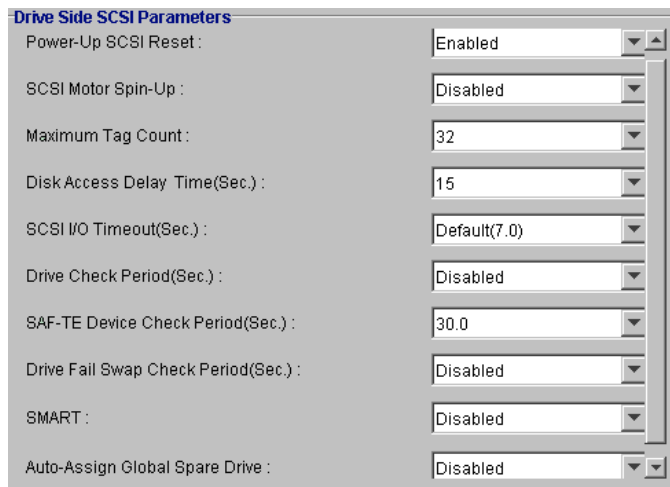 Drive Side SCSI Parameters
Power-Up SCSI Reset : Enabled
SCSI Motor Spin-Up : Disabled
Maximum Tag Count : 32
Disk Access Delay Time(Sec.) : 15
SCSI I/O Timeout(Sec.) : Default(7.0)
Drive Check Period(Sec.) : Disabled
SAF-TE Device Check Period(Sec.) : 30.0
Drive Fail Swap Check Period(Sec.) : Disabled
SMART : Disabled
Auto-Assign Global Spare Drive : Disabled